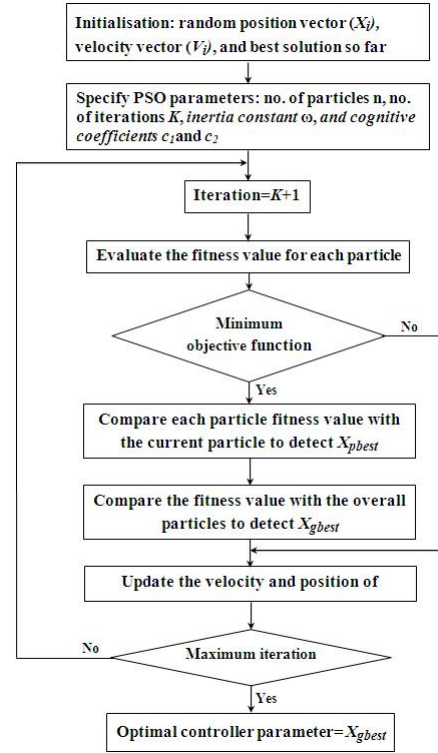 Initialisation: random position vector (Xi),
velocity vector (Vi), and best solution so far
Specify PSO parameters: no. of particles n, no.
of iterations K, inertia constant ω, and cognitive
coefficients c1and c2
Iteration=K+1
Evaluate the fitness value for each particle
Minimum
objective function
No
Yes
Compare each particle fitness value with
the current particle to detect Xpbest
Compare the fitness value with the overall
particles to detect Xgbest
Update the velocity and position of
No
Maximum iteration
Yes
Optimal controller parameter=Xgbest